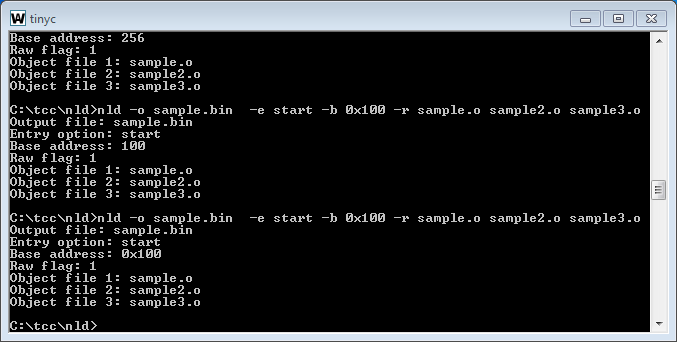 tinyc
Base address: 256
Raw flag: 1
Object file 1: sample.o
Object file 2: sample2.o
Object file 3: sample3.o
C:\tcc\nld>nld -o sample.bin  -e start -b 0x100 -r sample.o sample2.o sample3.o
Output file: sample.bin
Entry option: start
Base address: 100
Raw flag: 1
Object file 1: sample.o
Object file 2: sample2.o
Object file 3: sample3.o
C:\tcc\nld>nld -o sample.bin  -e start -b 0x100 -r sample.o sample2.o sample3.o
Output file: sample.bin
Entry option: start
Base address: 0x100
Raw flag: 1
Object file 1: sample.o
Object file 2: sample2.o
Object file 3: sample3.o
C:\tcc\nld>